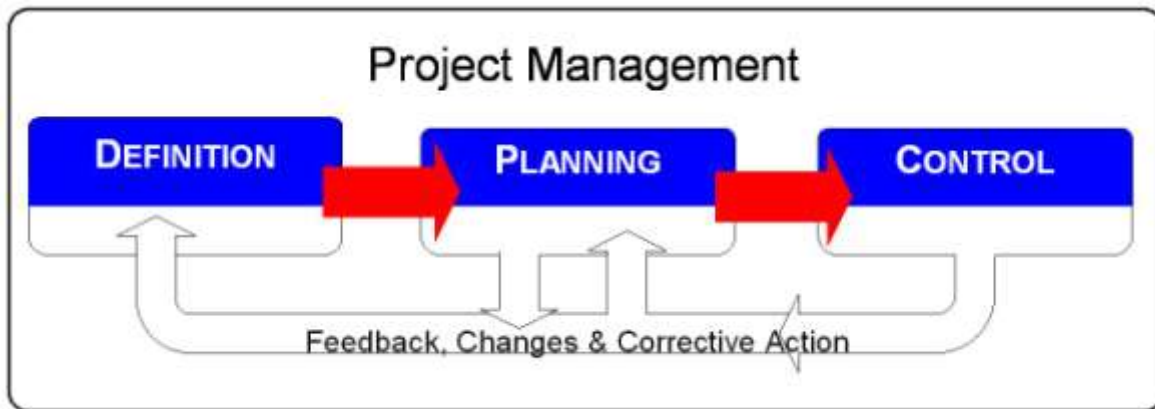 Project Management
DEFINITION
PLANNING
CONTROL
Feedback, Changes & Corrective Action